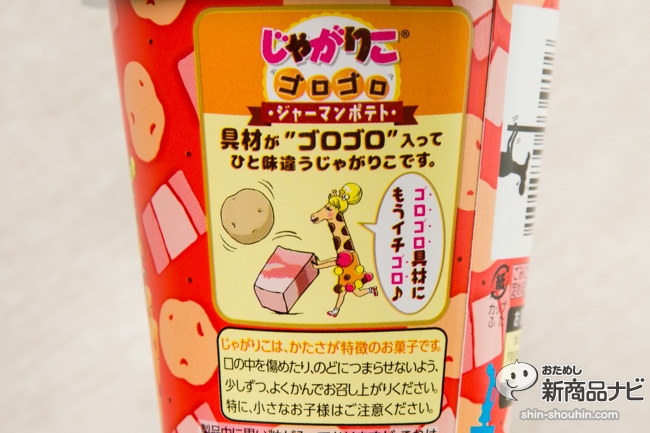 じゃがりこ®
ゴロゴロ
・ジャーマンポテト・
具材が"ゴロゴロ"入って
ひと味違うじゃがりこです。
ゴロゴロ具材に
もうイチゴロ♪
じゃがりこは、かたさが特徴のお菓子です。
口の中を傷めたり、のどにつまらせないよう、
少しずつ、よくかんでお召し上がりください。
特に、小さなお子様はご注意ください。
紙
カップ
ふた
おためし
新商品ナビ
shin-shouhin.com